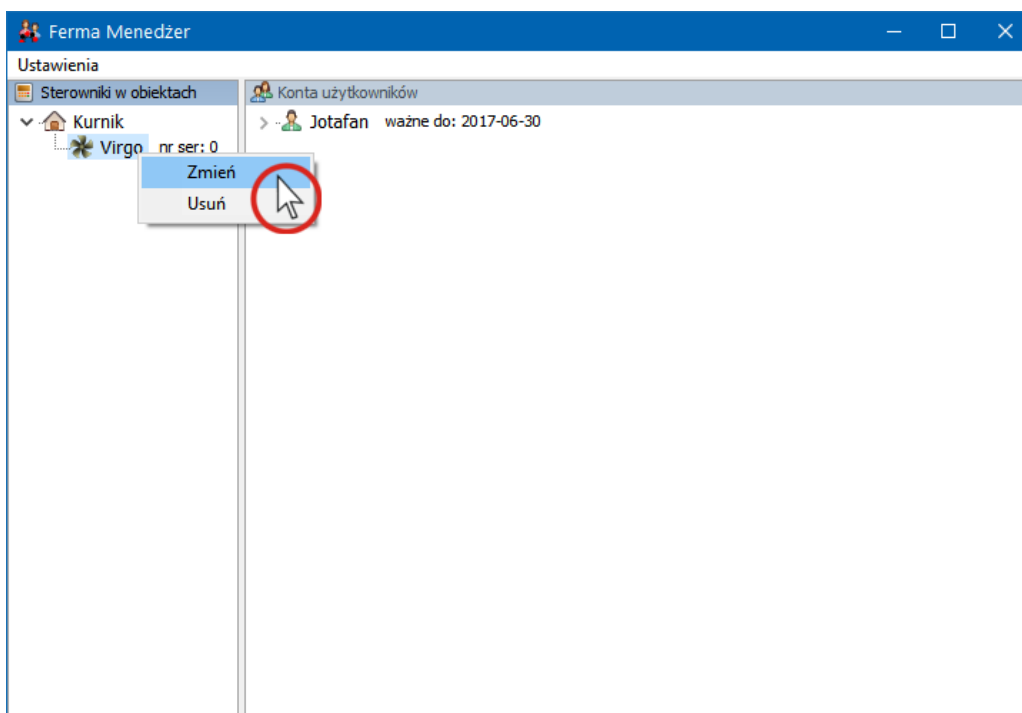 Ferma Menedżer
Ustawienia
Sterowniki w obiektach
Konta użytkowników
Kurnik
Jotafan ważne do: 2017-06-30
Virgo nr ser: 0
Zmień
Usuń